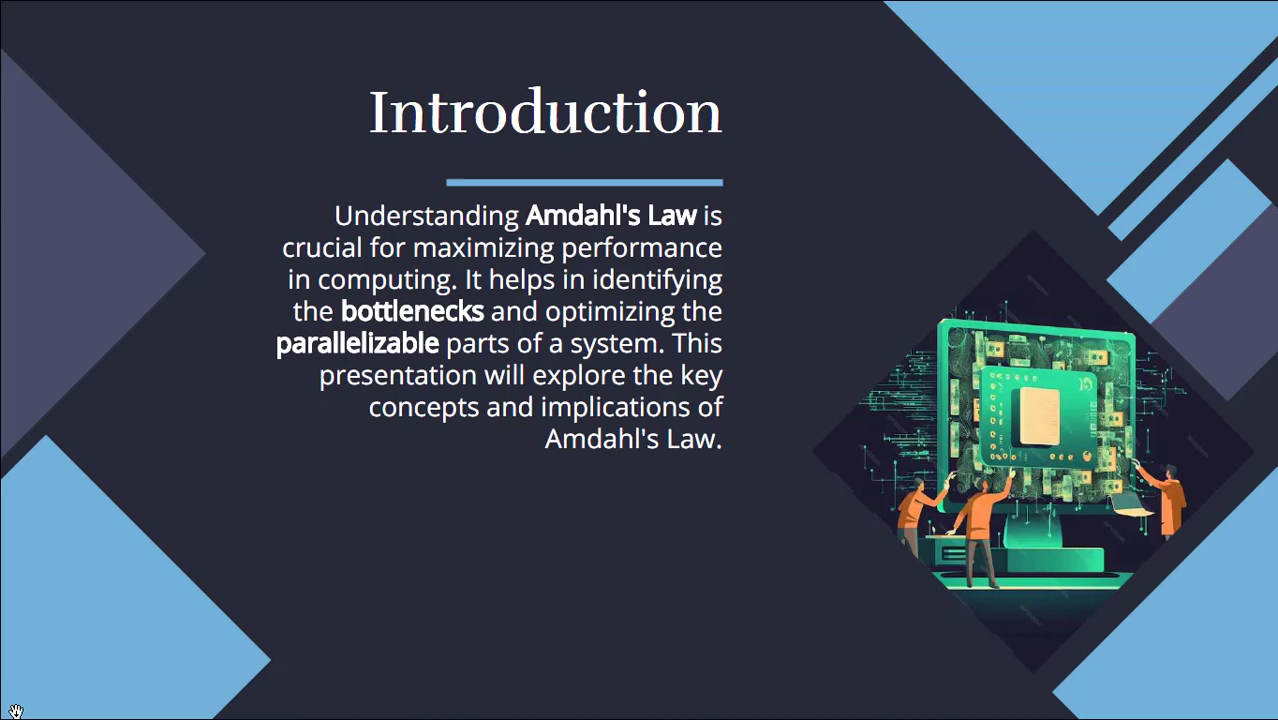 Introduction
Understanding Amdahl's Law is
crucial for maximizing performance
in computing. It helps in identifying
the bottlenecks and optimizing the
parallelizable parts of a system. This
presentation will explore the key
concepts and implications of
Amdahl's Law.